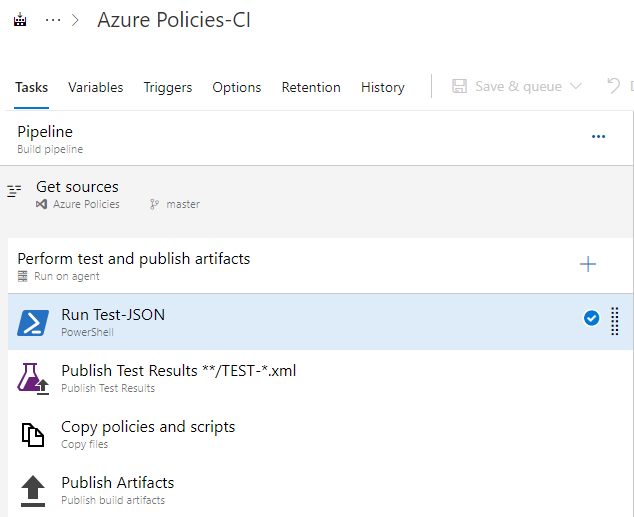 ··· > Azure Policies-CI
Tasks Variables Triggers Options Retention History Save & queue
Pipeline
Build pipeline
Get sources
Azure Policies master
Perform test and publish artifacts
Run on agent
Run Test-JSON
PowerShell
Publish Test Results **/TEST-*.xml
Publish Test Results
Copy policies and scripts
Copy files
Publish Artifacts
Publish build artifacts